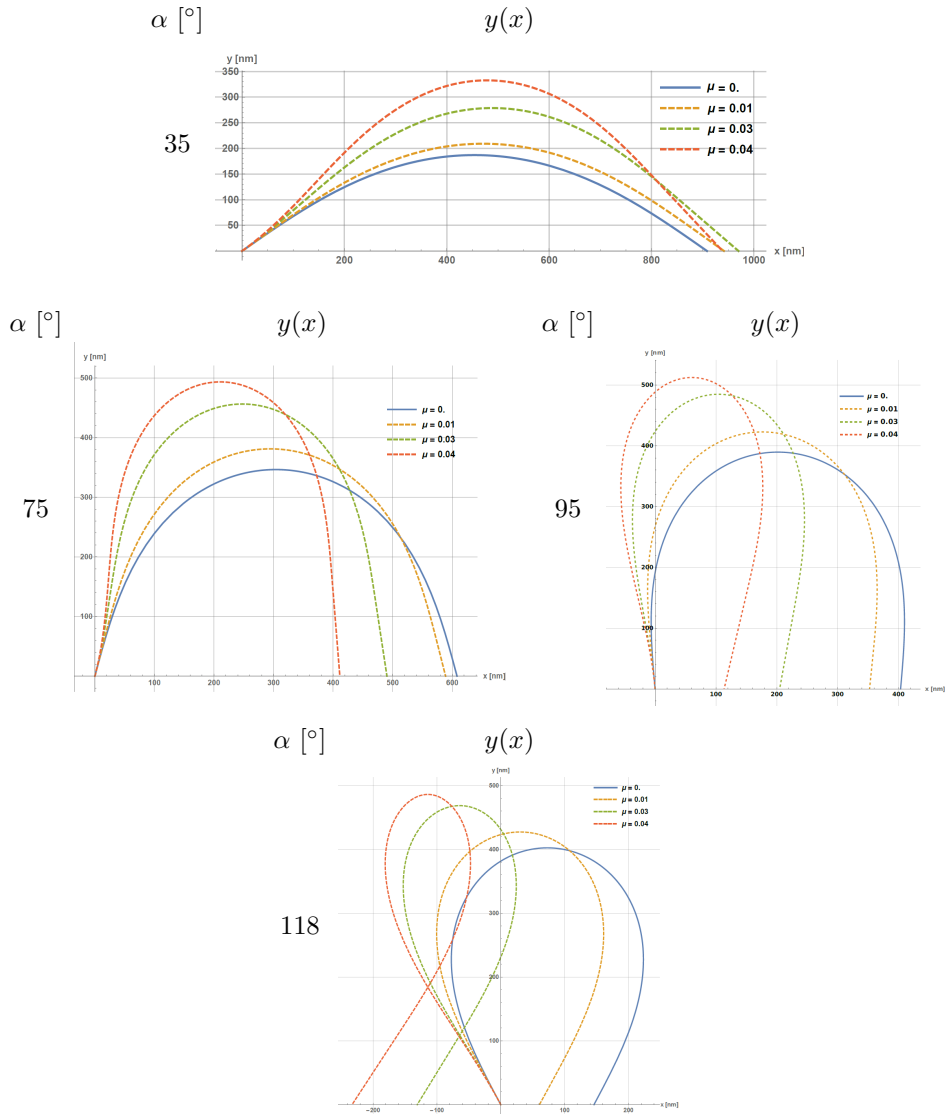 α [°] y(x)
y [nm]
350
300
250
200
150
100
50
200 400 600 800 1000 x [nm]
μ = 0.
μ = 0.01
μ = 0.03
μ = 0.04
35
α [°] y(x)
y [nm]
500
400
300
200
100
100 200 300 400 500 600 x [nm]
μ = 0.
μ = 0.01
μ = 0.03
μ = 0.04
75
α [°] y(x)
y [nm]
500
400
300
200
100
100 200 300 400 x [nm]
μ = 0.
μ = 0.01
μ = 0.03
μ = 0.04
95
α [°] y(x)
y [nm]
500
400
300
200
100
−200 −100 100 200 x [nm]
μ = 0.
μ = 0.01
μ = 0.03
μ = 0.04
118